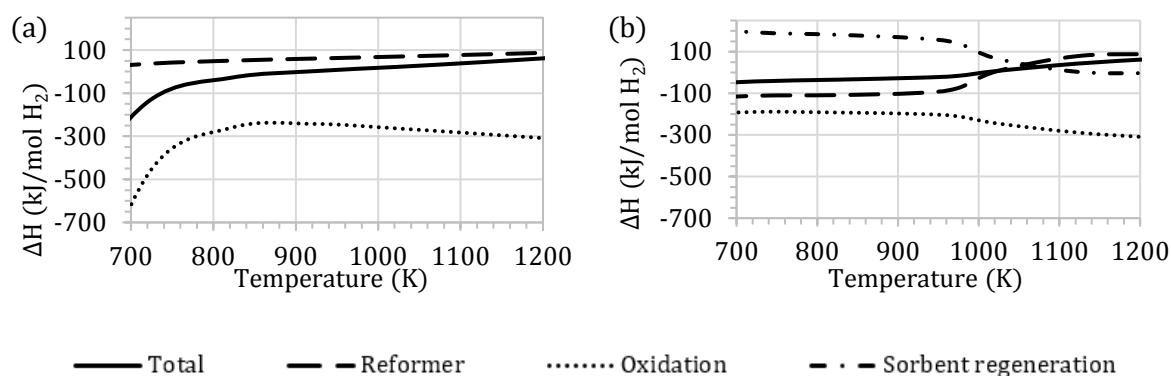 (a)
ΔH (kJ/mol H₂)
100
-100
-300
-500
-700
700 800 900 1000 1100 1200
Temperature (K)
(b)
ΔH (kJ/mol H₂)
100
-100
-300
-500
-700
700 800 900 1000 1100 1200
Temperature (K)
Total Reformer Oxidation Sorbent regeneration